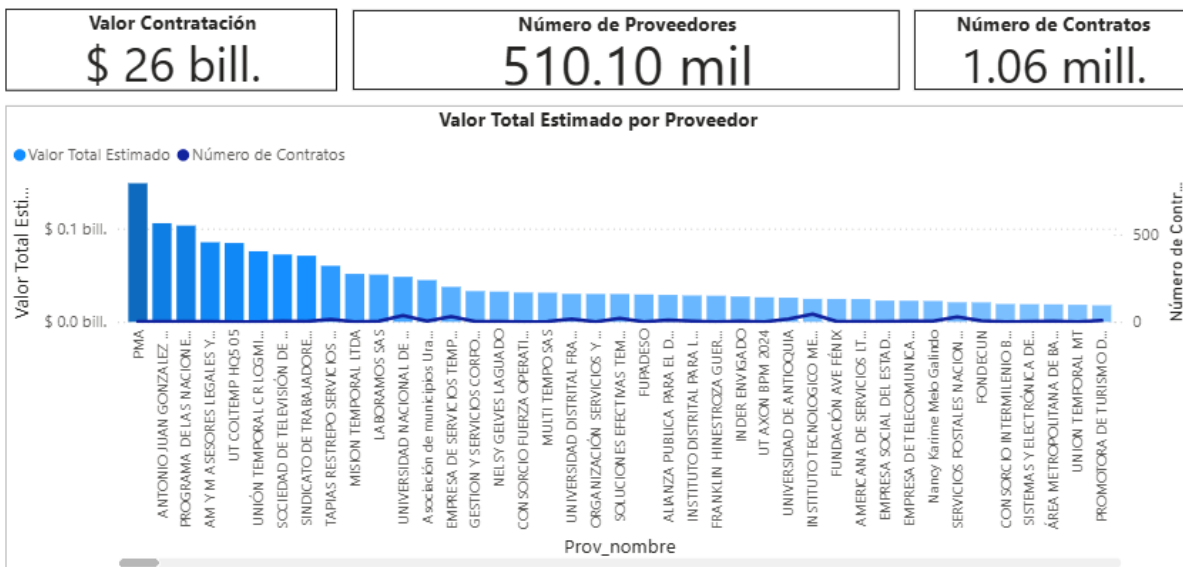 Valor Contratación
$ 26 bill.
Número de Proveedores
510.10 mil
Número de Contratos
1.06 mill.
Valor Total Estimado por Proveedor
Valor Total Estimado
Número de Contratos
Valor Total Esti...
$ 0.1 bill.
$ 0.0 bill.
500
0
Número de Contr...
PMA
ANTONIO JUAN GONZALEZ ...
PROGRAMA DE LAS NACIONE...
AM Y M ASESORES LEGALES Y...
UT COLTEMP HQ505
UNIÓN TEMPORAL C R LOGMI...
SOCIEDAD DE TELEVISIÓN DE ...
SINDICATO DE TRABAJADORE...
TAPIAS RESTREPO SERVICIOS ...
MISION TEMPORAL LTDA
LABORAMOS SAS
UNIVERSIDAD NACIONAL DE ...
Asociación de municipios Ura...
EMPRESA DE SERVICIOS TEMP...
GESTION Y SERVICIOS CORPO...
NELSY GELVES LAGUADO
CONSORCIO FUERZA OPERATI...
MULTI TEMPO SAS
UNIVERSIDAD DISTRITAL FRA...
ORGANIZACIÓN SERVICIOS Y...
SOLUCIONES EFECTIVAS TEM...
FUPADESO
ALIANZA PUBLICA PARA EL D...
INSTITUTO DISTRITAL PARA L...
FRANKLIN HINESTROZA GUER...
INDER ENVIGADO
UT AXON BPM 2024
UNIVERSIDAD DE ANTIOQUIA
INSTITUTO TECNOLOGICO ME...
FUNDACIÓN AVE FÉNIX
AMERICANA DE SERVICIOS LT...
EMPRESA SOCIAL DEL ESTAD...
EMPRESA DE TELECOMUNICA...
Nancy Karime Melo Galindo
SERVICIOS POSTALES NACION...
FONDECUN
CONSORCIO INTERMILENIO B...
SISTEMAS Y ELECTRÓNICA DE...
ÁREA METROPOLITANA DE BA...
UNION TEMPORAL MT
PROMOTORA DE TURISMO D...
Prov_nombre